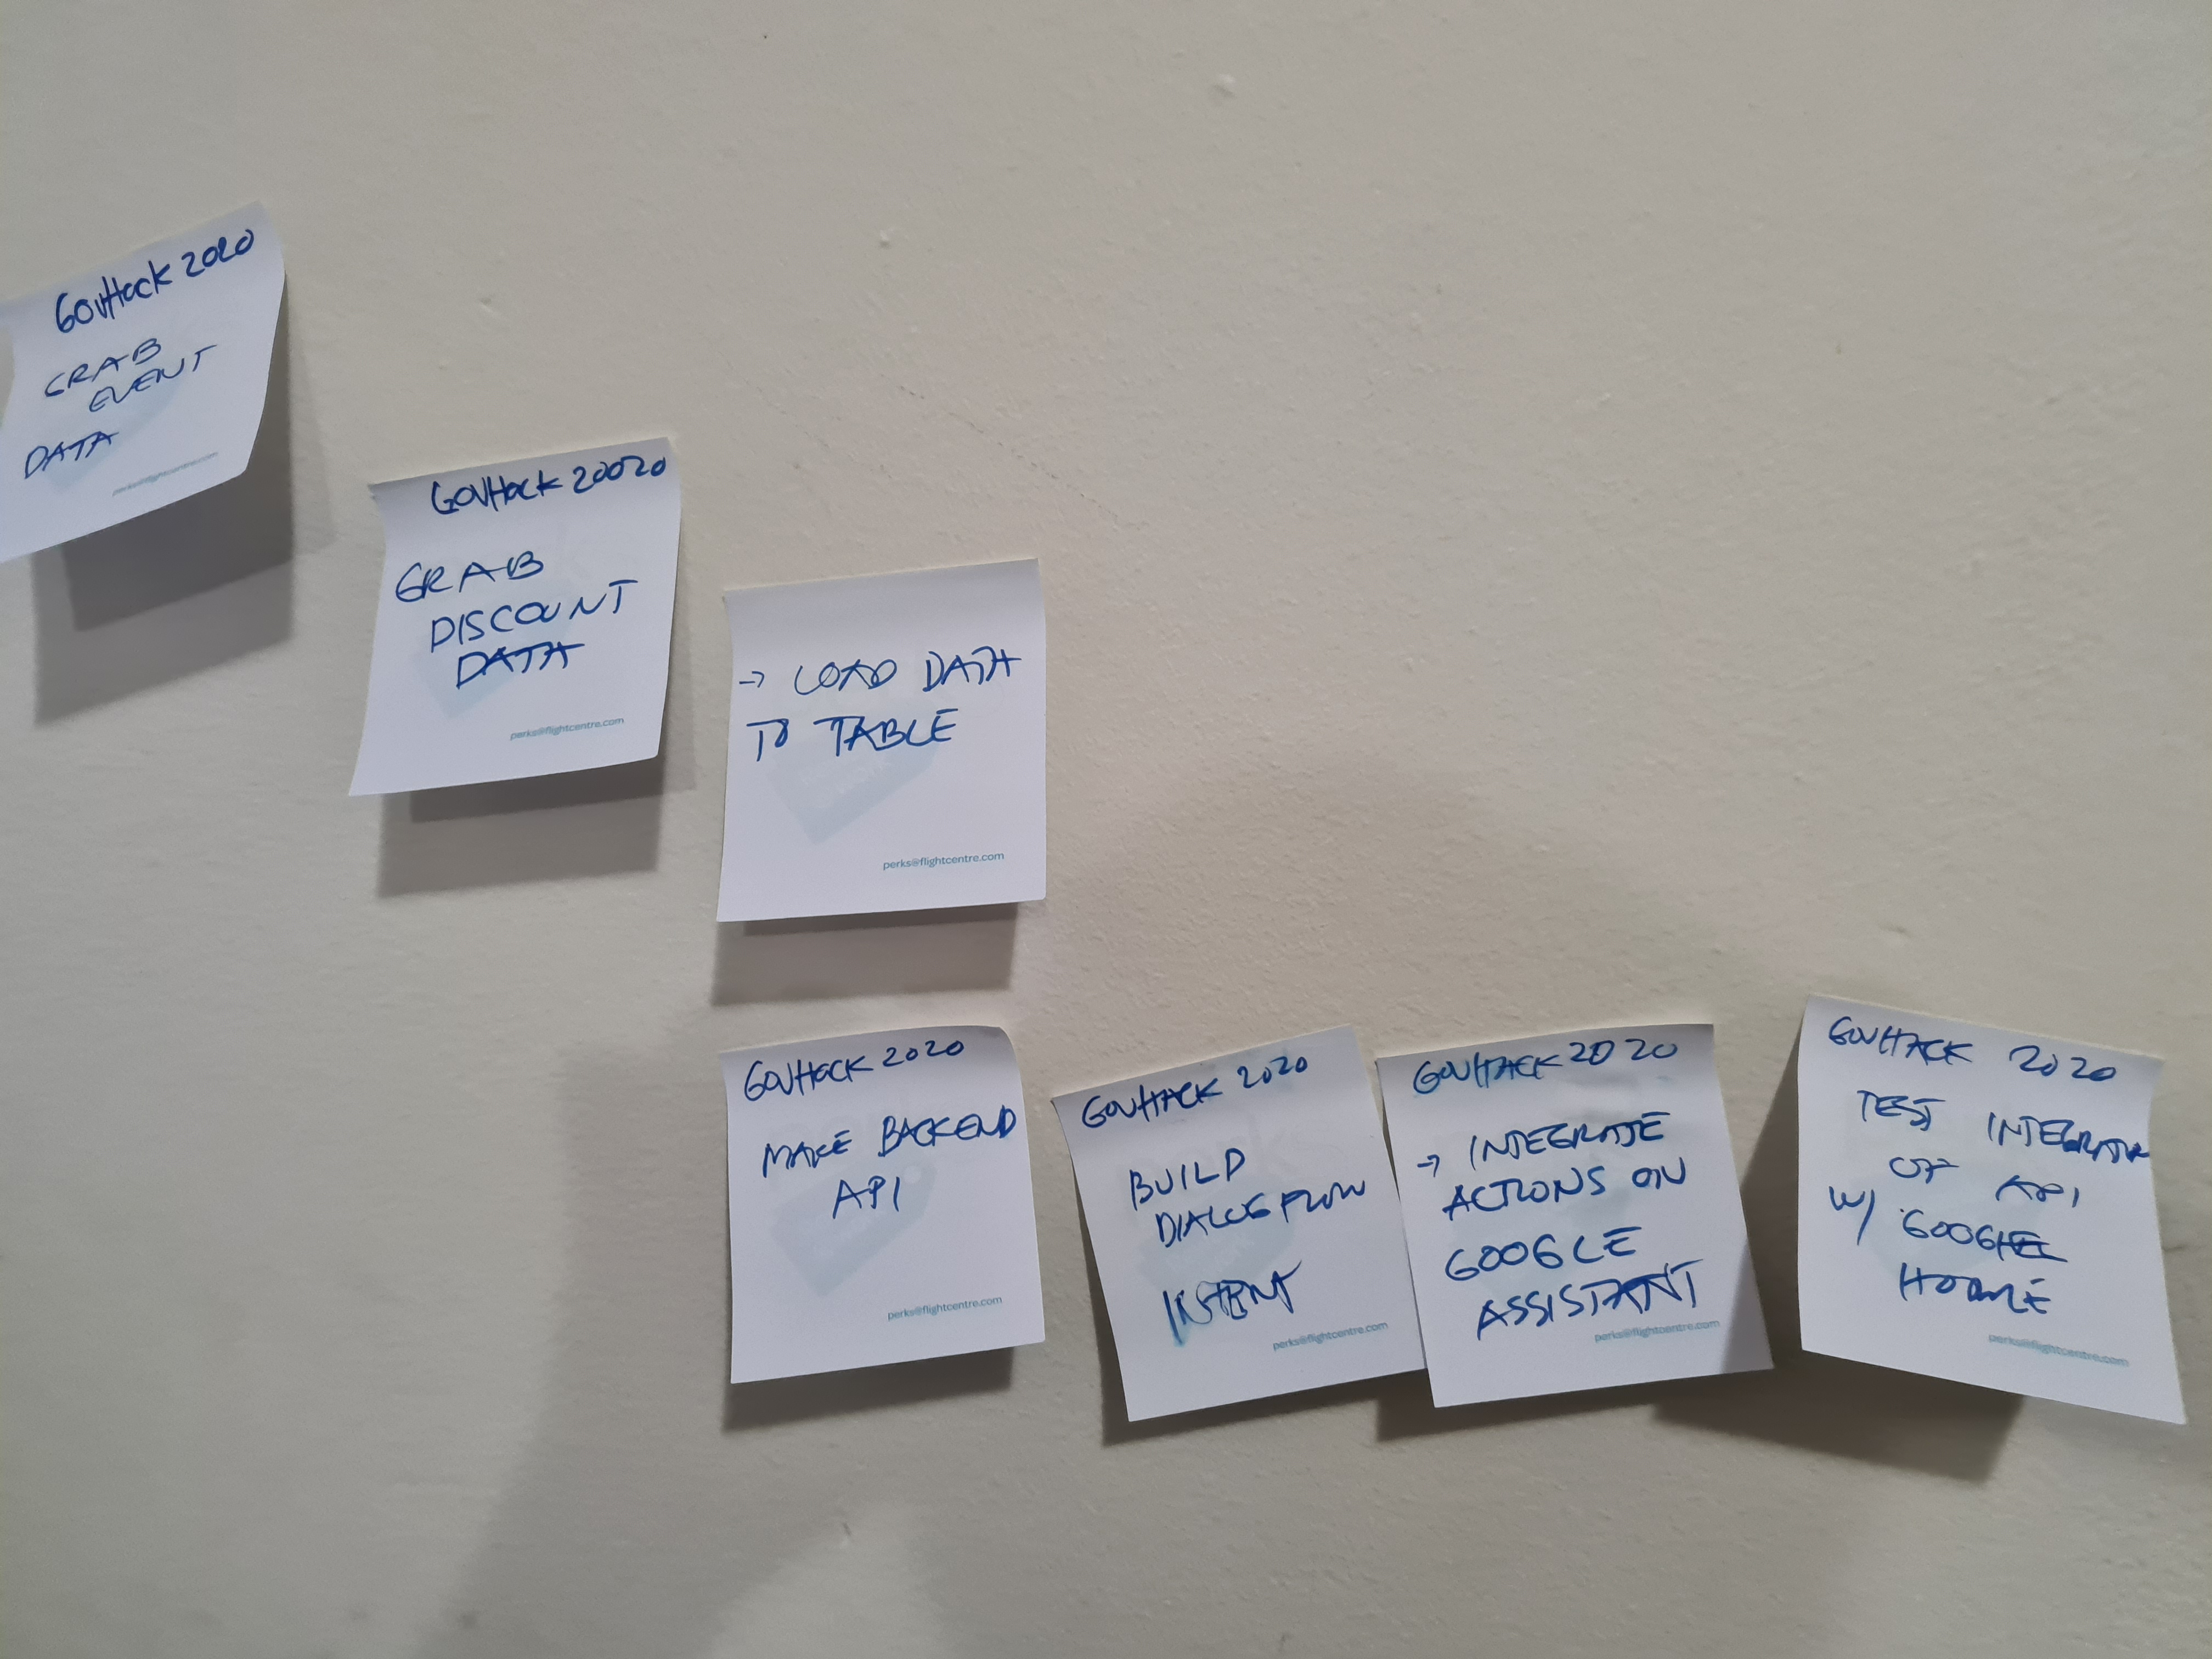 GovHack 2020
GRAB
EVENT
DATA
perks@flightcentre.com
GovHack 20020
GRAB
DISCOUNT
DATA
perks@flightcentre.com
→ LOAD DATA
TO TABLE
perks@flightcentre.com
GovHack 2020
MAKE BACKEND
API
perks@flightcentre.com
GOVHACK 2020
BUILD
DIALOGFLOW
INTENT
perks@flightcentre.com
GOVHACK 2020
→ INTEGRATE
ACTIONS ON
GOOGLE
ASSISTANT
perks@flightcentre.com
GOVHACK 2020
TEST INTEGRATION
OF API
W/ GOOGLE
HOME
perks@flightcentre.com